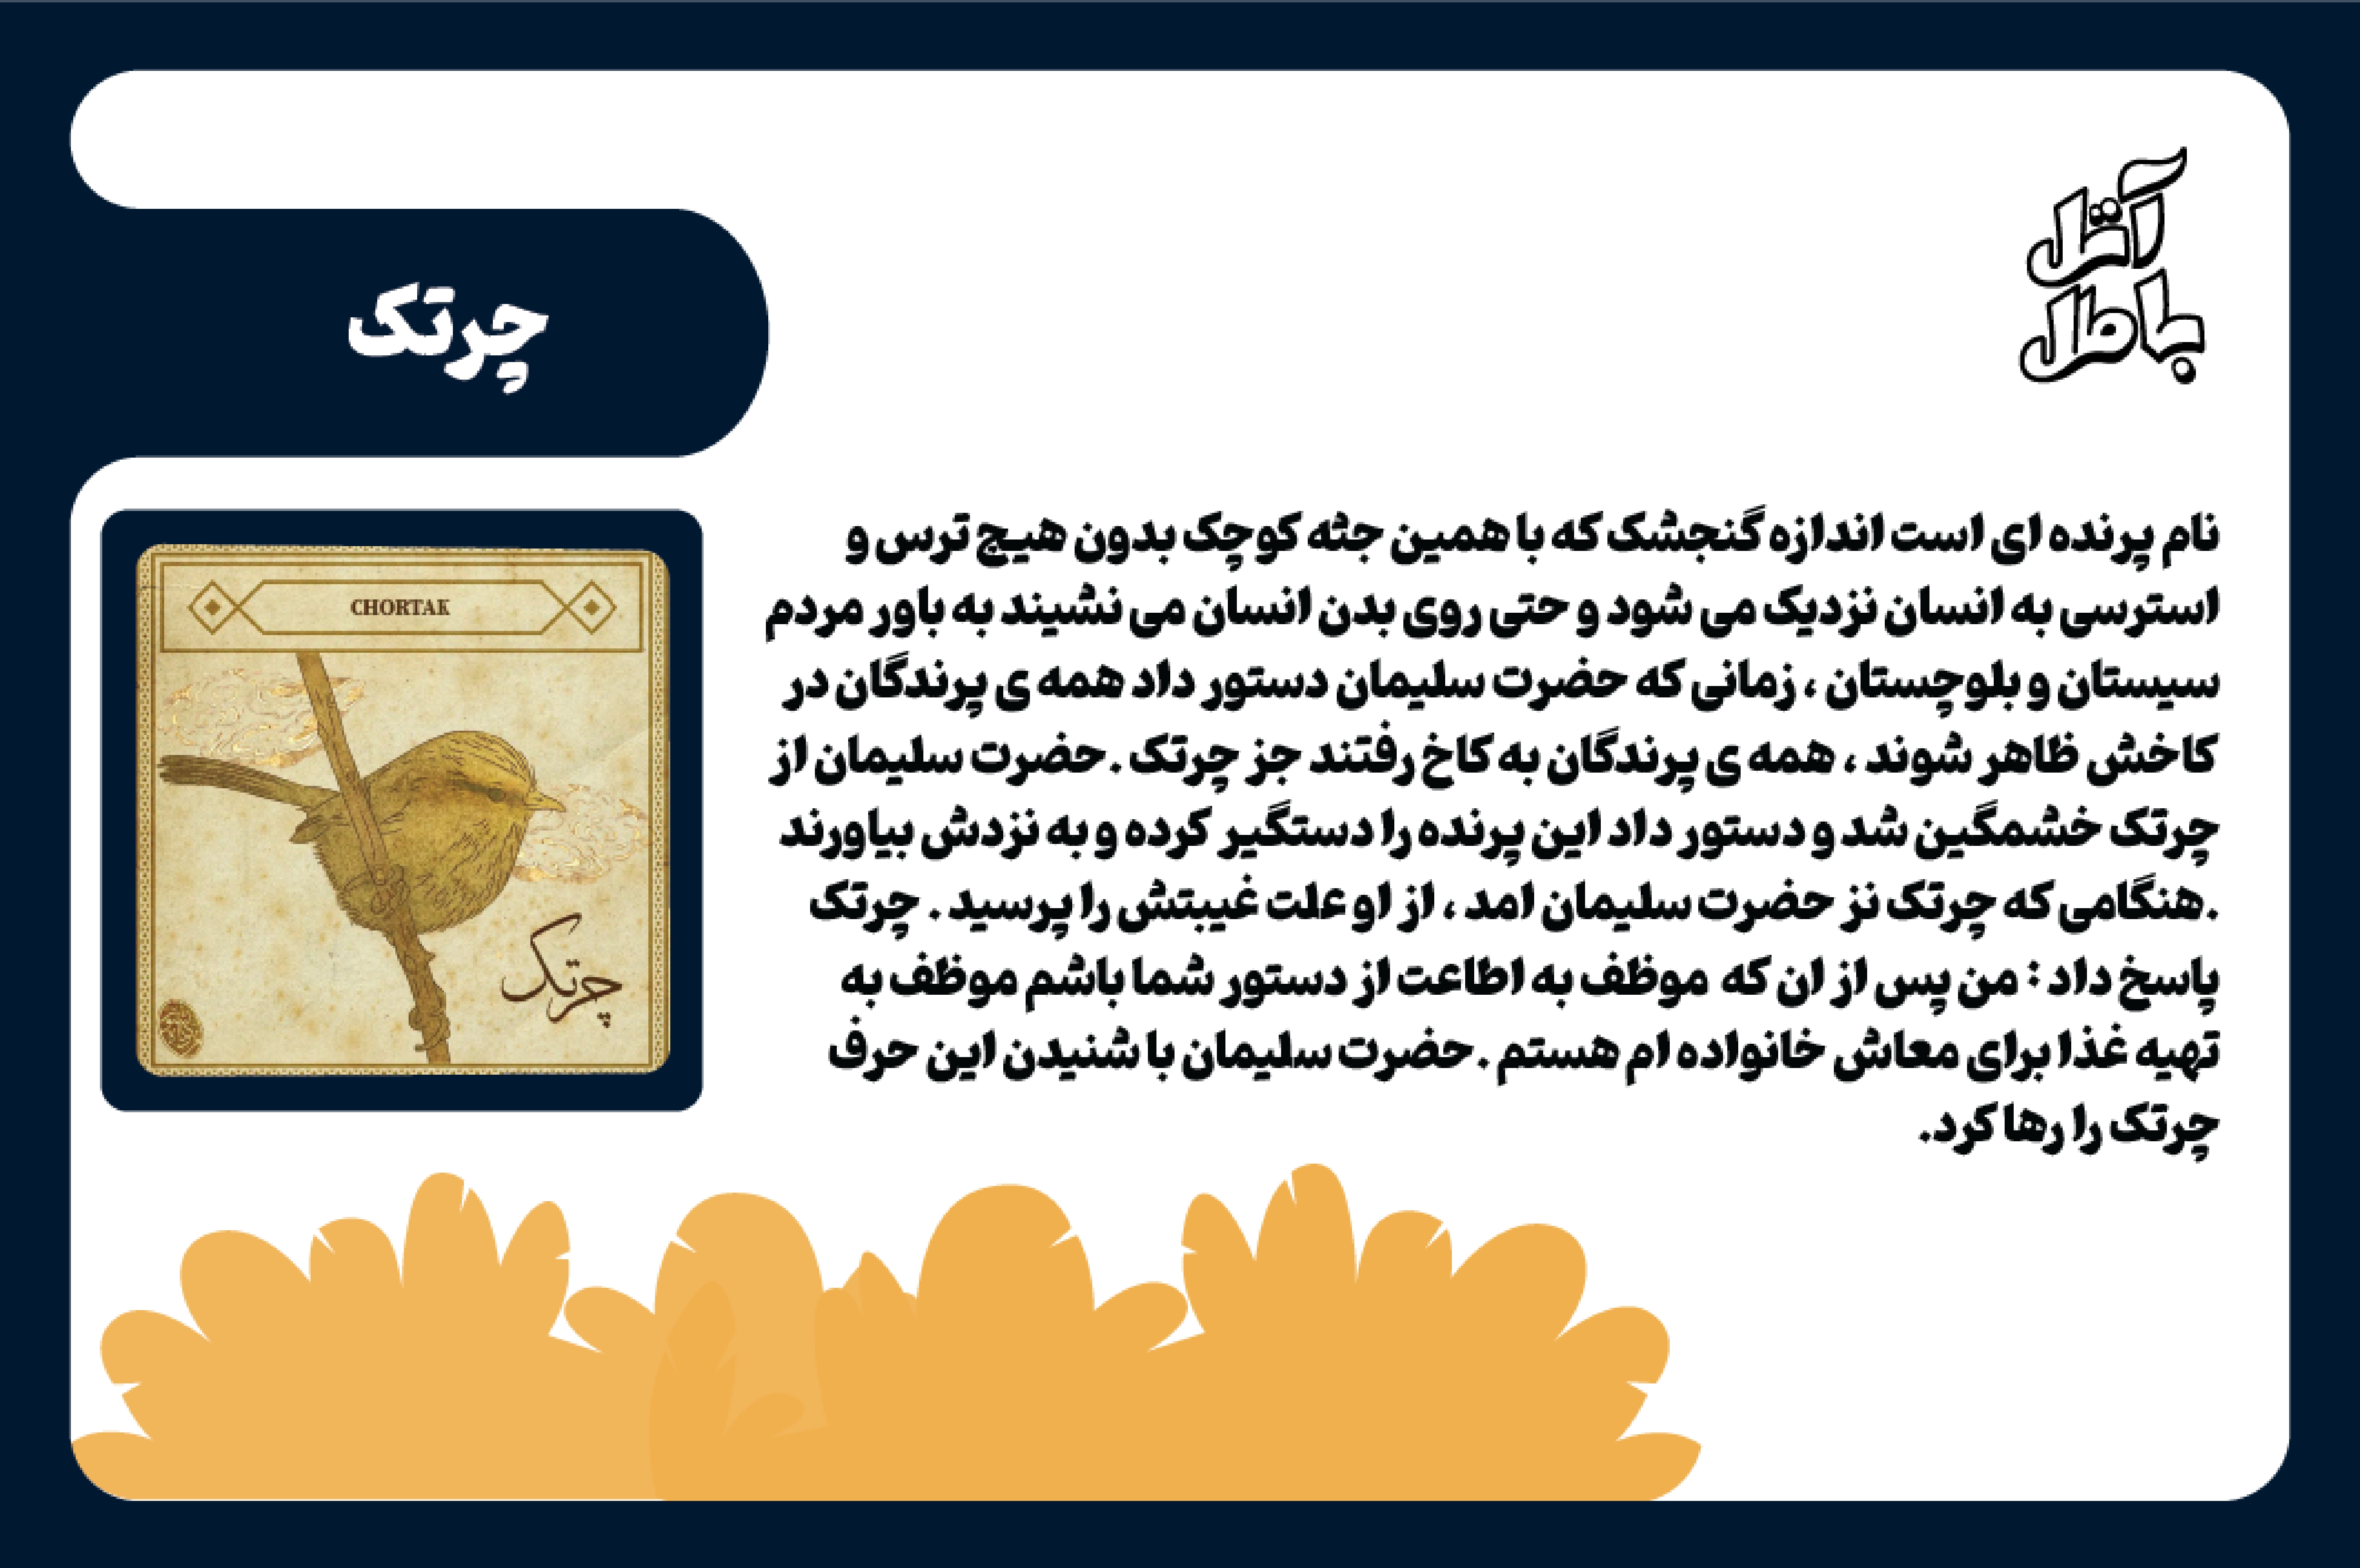 آتل
باطل
چرتک
نام پرنده ای است اندازه گنجشک که با همین جثه کوچک بدون هیچ ترس و
استرسی به انسان نزدیک می شود و حتی روی بدن انسان می نشیند به باور مردم
سیستان و بلوچستان ، زمانی که حضرت سلیمان دستور داد همه ی پرندگان در
کاخش ظاهر شوند ، همه ی پرندگان به کاخ رفتند جز چرتک .حضرت سلیمان از
چرتک خشمگین شد و دستور داد این پرنده را دستگیر کرده و به نزدش بیاورند
.هنگامی که چرتک نز حضرت سلیمان امد ، از او علت غیبتش را پرسید . چرتک
پاسخ داد : من پس از ان که موظف به اطاعت از دستور شما باشم موظف به
تهیه غذا برای معاش خانواده ام هستم .حضرت سلیمان با شنیدن این حرف
چرتک را رها کرد.
CHORTAK
چرتک